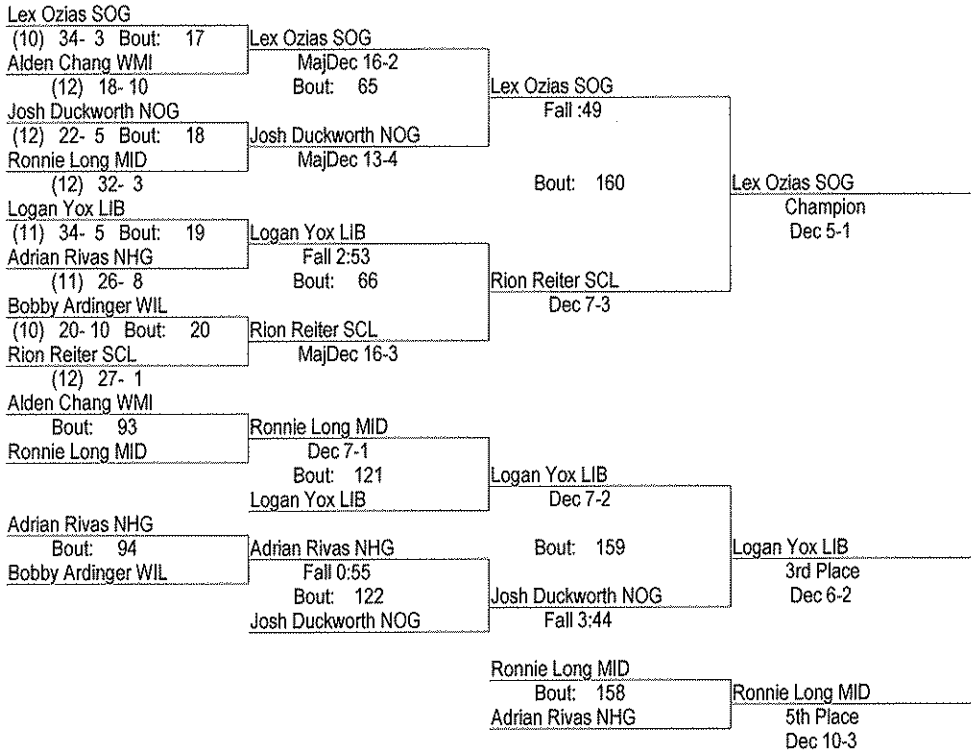 Lex Ozias SOG
(10) 34- 3 Bout: 17
Alden Chang WMI
(12) 18- 10
Josh Duckworth NOG
(12) 22- 5 Bout: 18
Ronnie Long MID
(12) 32- 3
Logan Yox LIB
(11) 34- 5 Bout: 19
Adrian Rivas NHG
(11) 26- 8
Bobby Ardinger WIL
(10) 20- 10 Bout: 20
Rion Reiter SCL
(12) 27- 1
Lex Ozias SOG
MajDec 16-2
Bout: 65
Josh Duckworth NOG
MajDec 13-4
Logan Yox LIB
Fall 2:53
Bout: 66
Rion Reiter SCL
MajDec 16-3
Lex Ozias SOG
Fall :49
Bout: 160
Rion Reiter SCL
Dec 7-3
Lex Ozias SOG
Champion
Dec 5-1
Alden Chang WMI
Bout: 93
Ronnie Long MID
Adrian Rivas NHG
Bout: 94
Bobby Ardinger WIL
Ronnie Long MID
Dec 7-1
Bout: 121
Logan Yox LIB
Adrian Rivas NHG
Fall 0:55
Bout: 122
Josh Duckworth NOG
Logan Yox LIB
Dec 7-2
Bout: 159
Josh Duckworth NOG
Fall 3:44
Logan Yox LIB
3rd Place
Dec 6-2
Ronnie Long MID
Bout: 158
Adrian Rivas NHG
Ronnie Long MID
5th Place
Dec 10-3